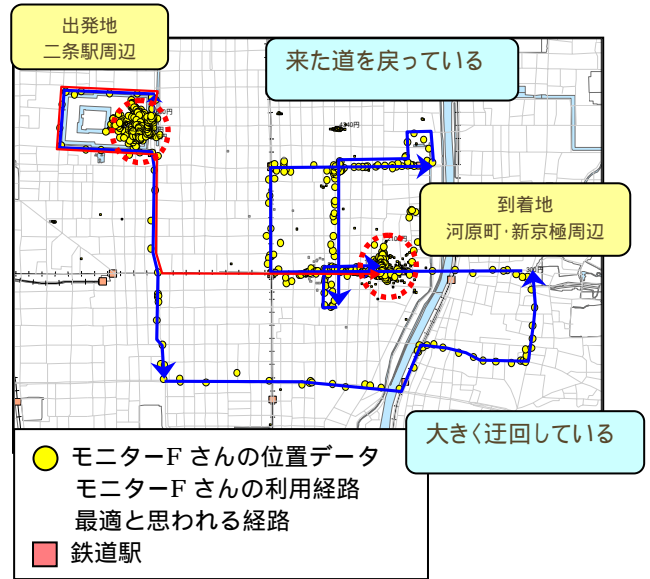 出発地
二条駅周辺
来た道を戻っている
到着地
河原町・新京極周辺
大きく迂回している
モニターFさんの位置データ
モニターFさんの利用経路
最適と思われる経路
鉄道駅